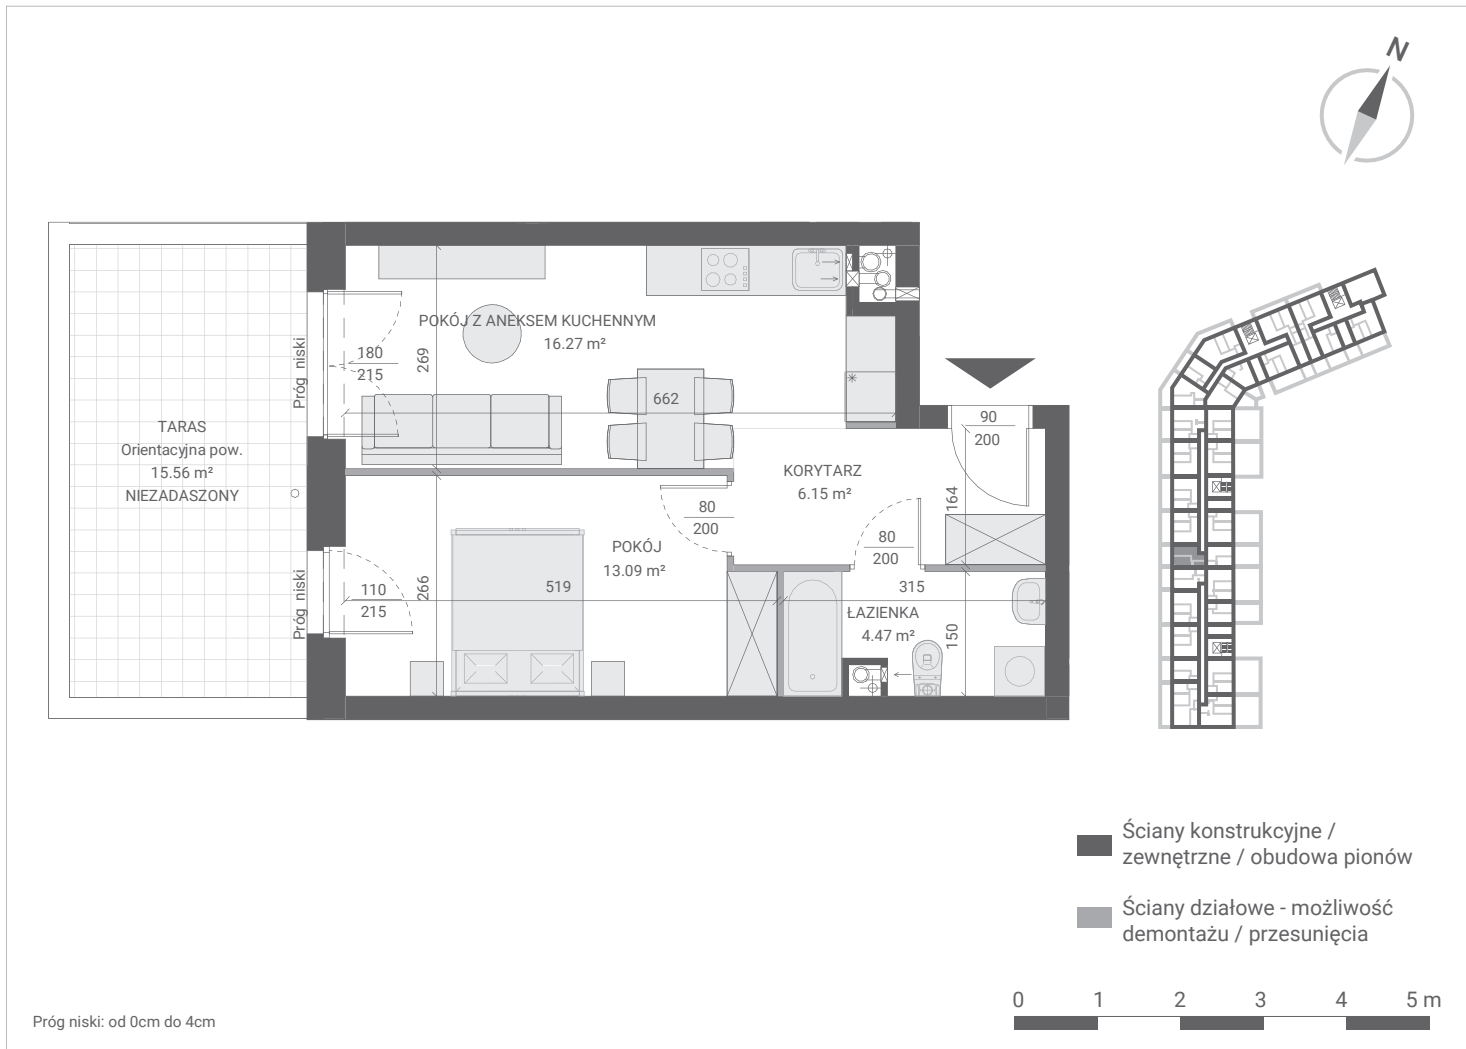 N
POKÓJ Z ANEKSEM KUCHENNYM
16.27 m²
Próg niski
180
215
269
662
TARAS
Orientacyjna pow.
15.56 m²
NIEZADASZONY
90
200
KORYTARZ
6.15 m²
164
80
200
80
200
POKÓJ
13.09 m²
Próg niski
110
215
266
519
315
ŁAZIENKA
4.47 m²
150
Ściany konstrukcyjne /
zewnętrzne / obudowa pionów
Ściany działowe - możliwość
demontażu / przesunięcia
0 1 2 3 4 5 m
Próg niski: od 0cm do 4cm